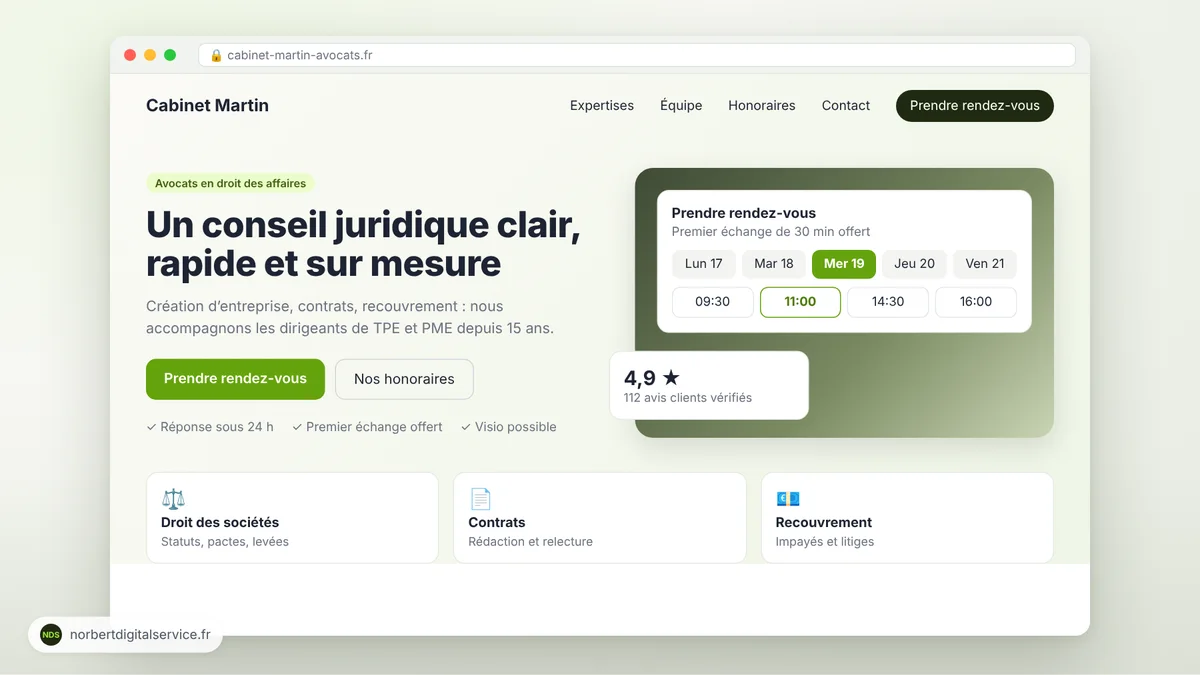 cabinet-martin-avocats.fr
Cabinet Martin
Expertises
Équipe
Honoraires
Contact
Prendre rendez-vous
Avocats en droit des affaires
Un conseil juridique clair,
rapide et sur mesure
Création d’entreprise, contrats, recouvrement : nous
accompagnons les dirigeants de TPE et PME depuis 15 ans.
Prendre rendez-vous
Nos honoraires
✓ Réponse sous 24 h
✓ Premier échange offert
✓ Visio possible
Prendre rendez-vous
Premier échange de 30 min offert
Lun 17
Mar 18
Mer 19
Jeu 20
Ven 21
09:30
11:00
14:30
16:00
4,9 ★
112 avis clients vérifiés
Droit des sociétés
Statuts, pactes, levées
Contrats
Rédaction et relecture
Recouvrement
Impayés et litiges
NDS
norbertdigitalservice.fr